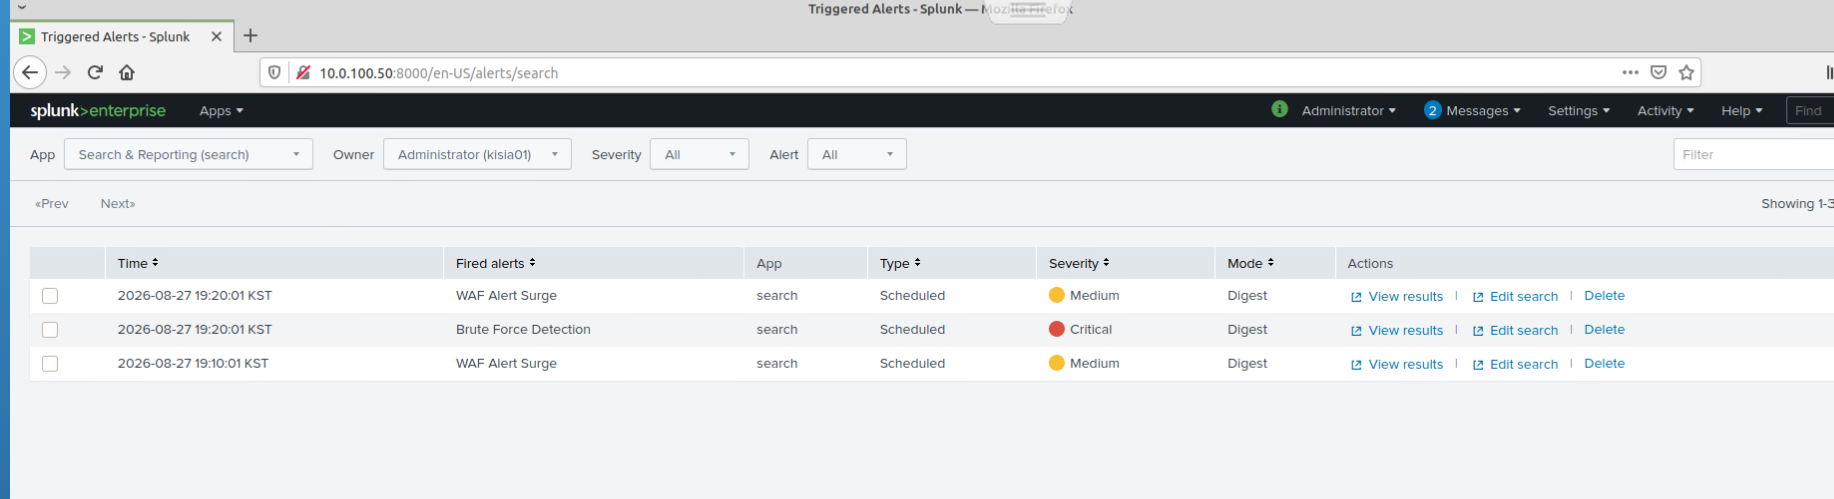 Triggered Alerts - Splunk — Mozilla Firefox
Triggered Alerts - Splunk
10.0.100.50:8000/en-US/alerts/search
splunk>enterprise Apps Administrator 2 Messages Settings Activity Help Find
App Search & Reporting (search) Owner Administrator (kisia01) Severity All Alert All Filter
«Prev Next» Showing 1-3
Time Fired alerts App Type Severity Mode Actions
2026-08-27 19:20:01 KST WAF Alert Surge search Scheduled Medium Digest View results | Edit search | Delete
2026-08-27 19:20:01 KST Brute Force Detection search Scheduled Critical Digest View results | Edit search | Delete
2026-08-27 19:10:01 KST WAF Alert Surge search Scheduled Medium Digest View results | Edit search | Delete